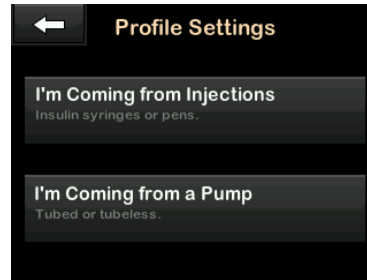 Profile Settings
I'm Coming from Injections
Insulin syringes or pens.
I'm Coming from a Pump
Tubed or tubeless.